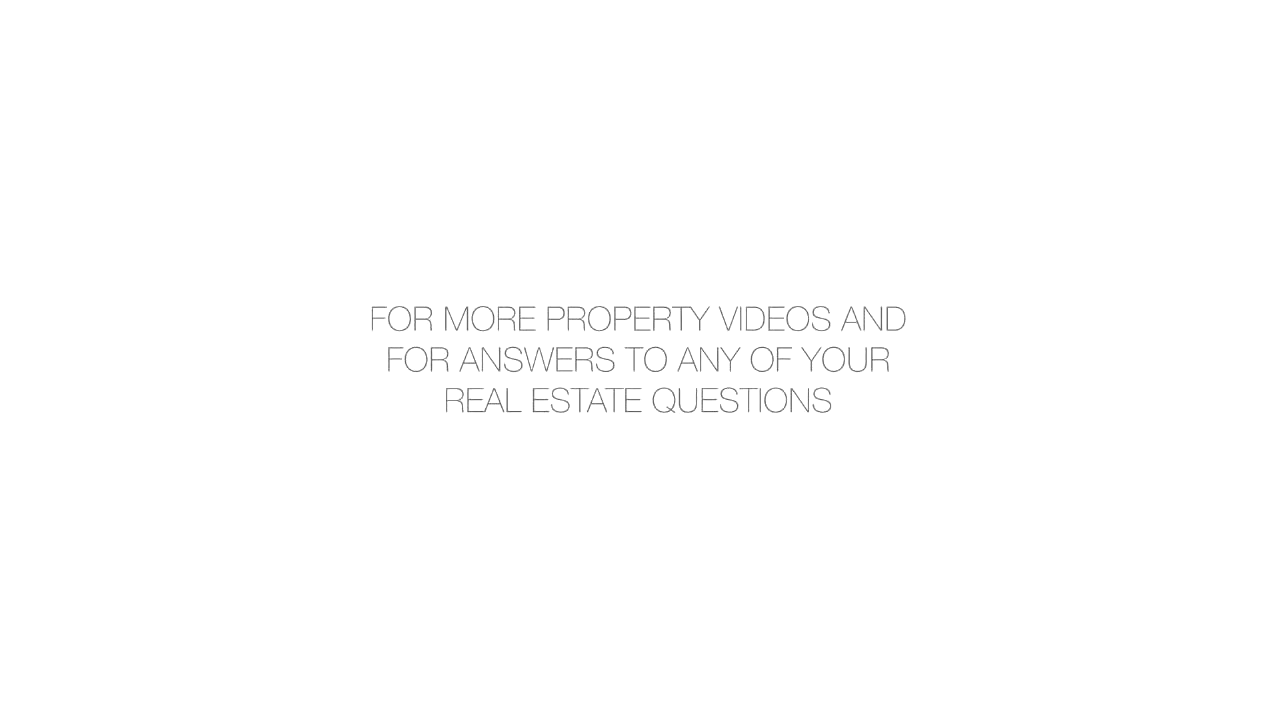 FOR MORE PROPERTY VIDEOS AND
FOR ANSWERS TO ANY OF YOUR
REAL ESTATE QUESTIONS